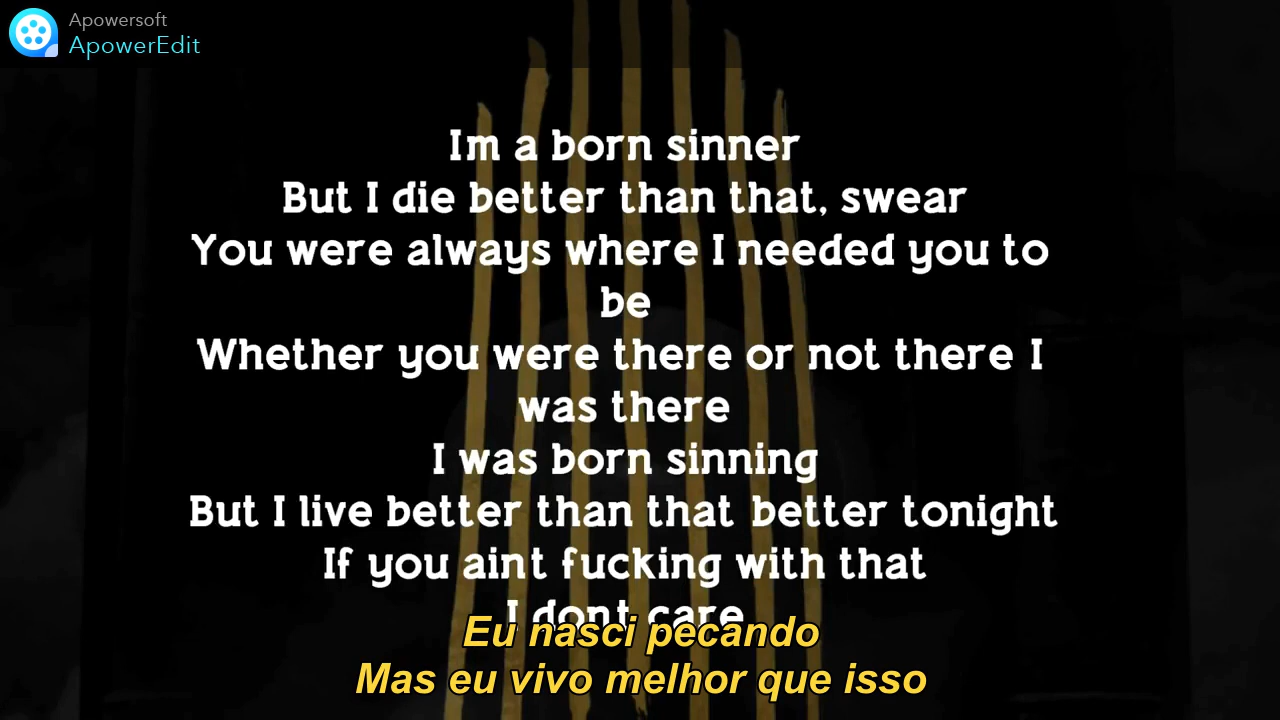 Apowersoft
ApowerEdit
Im a born sinner
But I die better than that, swear
You were always where I needed you to
be
Whether you were there or not there I
was there
I was born sinning
But I live better than that better tonight
If you aint fucking with that
I dont care
Eu nasci pecando
Mas eu vivo melhor que isso